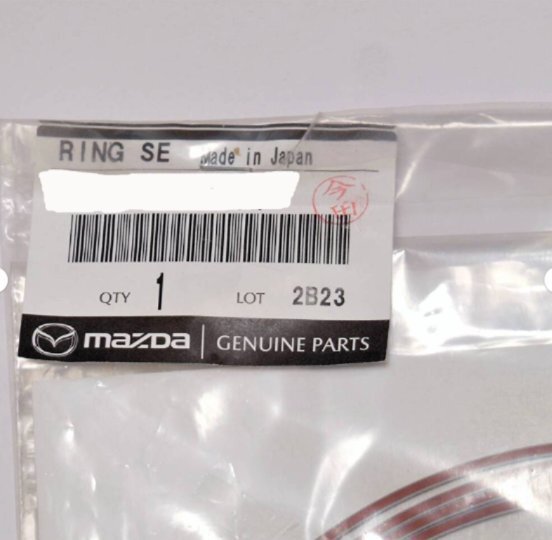 RING SE Made in Japan
QTY 1 LOT 2B23
mazda GENUINE PARTS